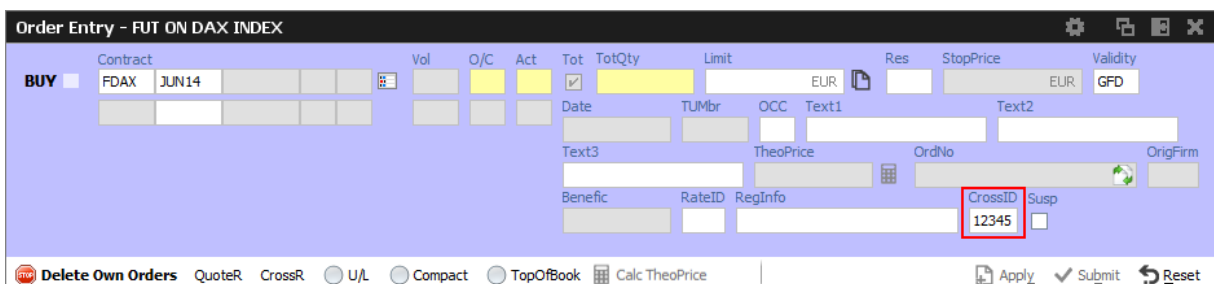 Order Entry - FUT ON DAX INDEX
Contract Vol O/C Act Tot TotQty Limit Res StopPrice Validity
BUY FDAX JUN14 EUR EUR GFD
Date TUMbr OCC Text1 Text2
Text3 TheoPrice OrdNo OrigFirm
Benefic RateID RegInfo CrossID Susp
12345
STOP Delete Own Orders QuoteR CrossR U/L Compact TopOfBook Calc TheoPrice Apply Submit Reset